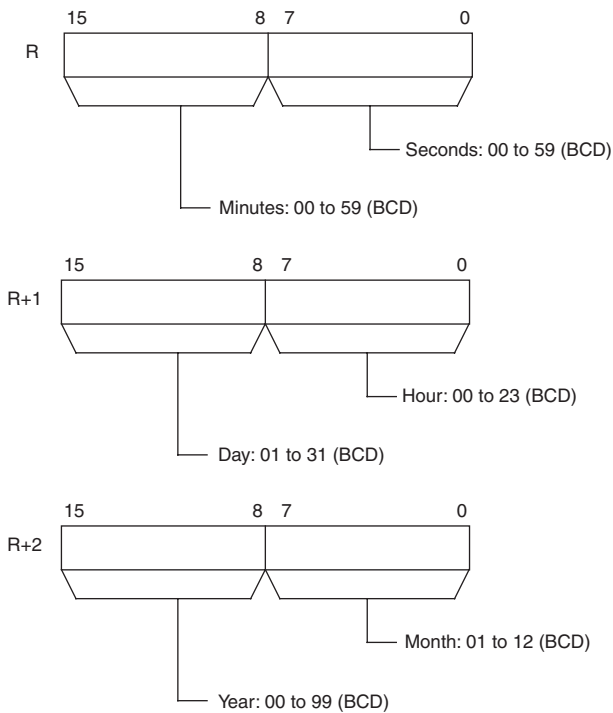 15 8 7 0
R
Seconds: 00 to 59 (BCD)
Minutes: 00 to 59 (BCD)
15 8 7 0
R+1
Hour: 00 to 23 (BCD)
Day: 01 to 31 (BCD)
15 8 7 0
R+2
Month: 01 to 12 (BCD)
Year: 00 to 99 (BCD)